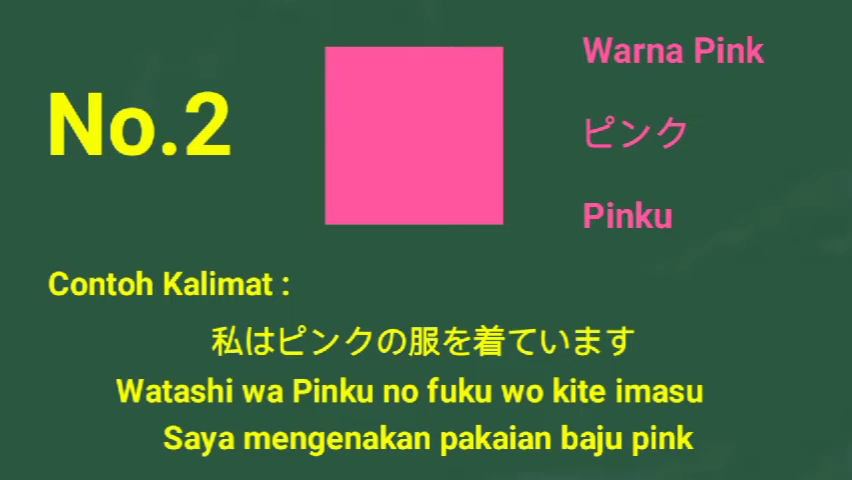 No.2
Warna Pink
ピンク
Pinku
Contoh Kalimat :
私はピンクの服を着ています
Watashi wa Pinku no fuku wo kite imasu
Saya mengenakan pakaian baju pink